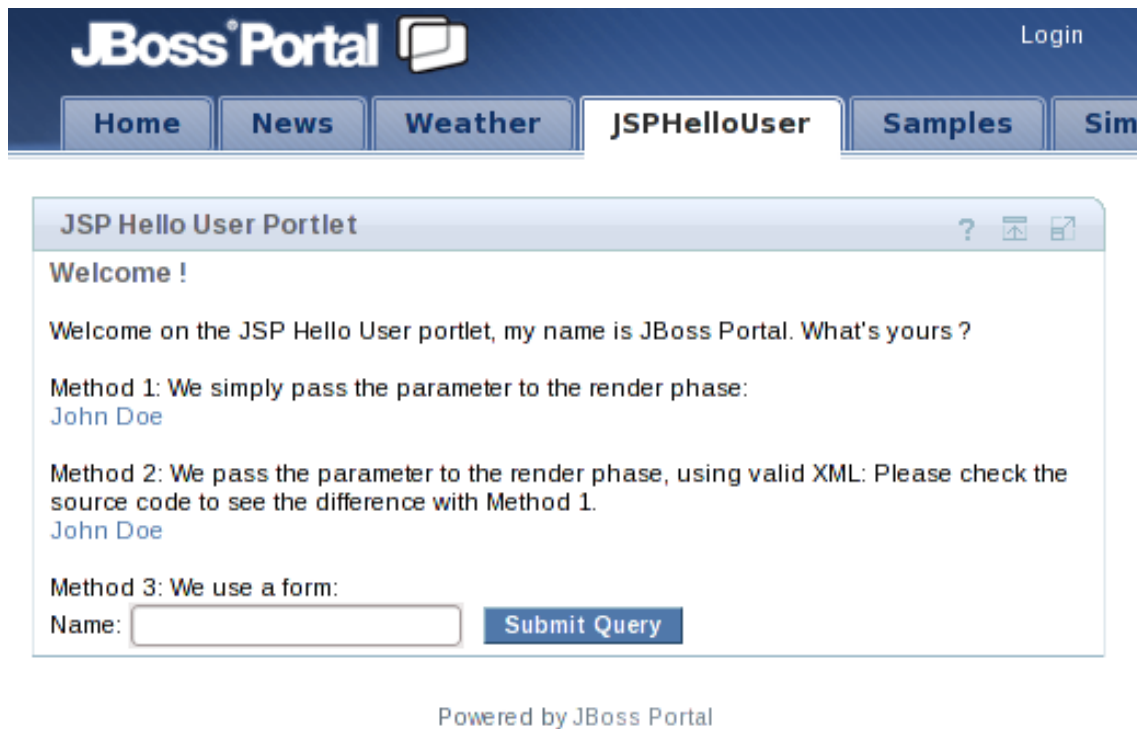 JBoss® Portal
Login
Home News Weather JSPHelloUser Samples Sim
JSP Hello User Portlet ?
Welcome !
Welcome on the JSP Hello User portlet, my name is JBoss Portal. What's yours ?
Method 1: We simply pass the parameter to the render phase:
John Doe
Method 2: We pass the parameter to the render phase, using valid XML: Please check the
source code to see the difference with Method 1.
John Doe
Method 3: We use a form:
Name: Submit Query
Powered by JBoss Portal